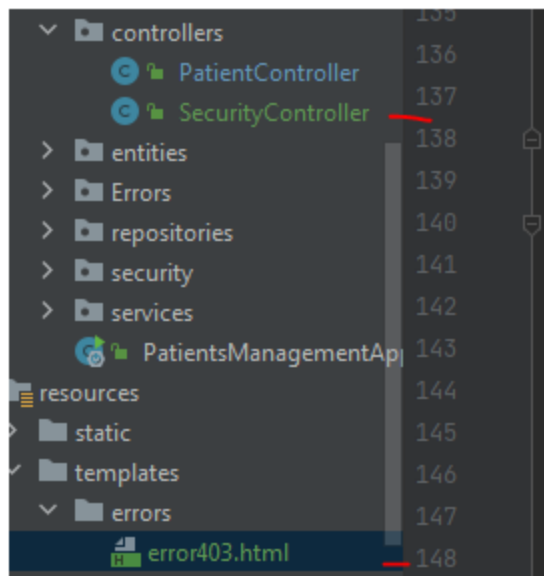 135
controllers
136
PatientController
137
SecurityController
138
entities
139
Errors
140
repositories
141
security
142
services
143
PatientsManagementAp
144
resources
145
static
146
templates
147
errors
148
error403.html